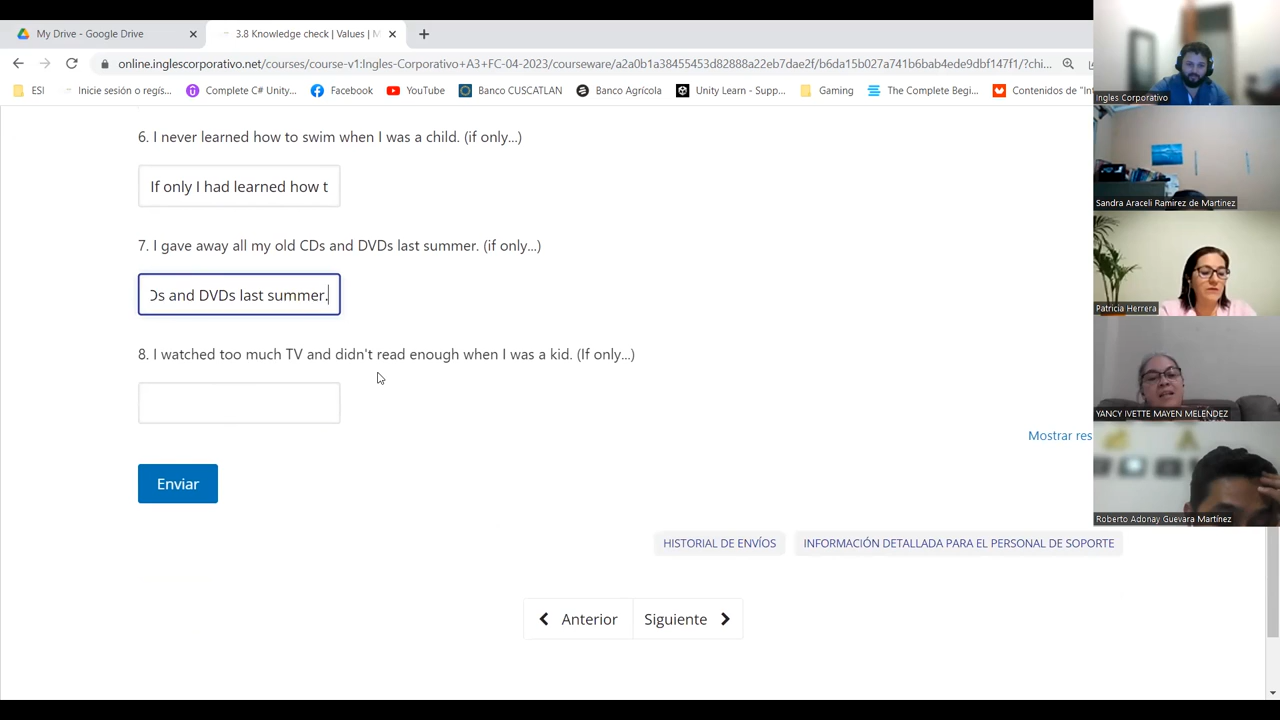 My Drive - Google Drive
3.8 Knowledge check | Values | M
online.inglescorporativo.net/courses/course-v1:Ingles-Corporativo+A3+FC-04-2023/courseware/a2a0b1a38455453d82888a22eb7dae2f/b6da15b027a741b6bab4ede9dbf147f1/?chi...
ESI
Inicie sesión o regís...
Complete C# Unity...
Facebook
YouTube
Banco CUSCATLAN
Banco Agrícola
Unity Learn - Supp...
Gaming
The Complete Begi...
Contenidos de "In
6. I never learned how to swim when I was a child. (if only...)
If only I had learned how t
7. I gave away all my old CDs and DVDs last summer. (if only...)
Ds and DVDs last summer.
8. I watched too much TV and didn't read enough when I was a kid. (If only...)
Mostrar res
Enviar
HISTORIAL DE ENVÍOS
INFORMACIÓN DETALLADA PARA EL PERSONAL DE SOPORTE
Anterior
Siguiente
Ingles Corporativo
Sandra Araceli Ramirez de Martinez
Patricia Herrera
YANCY IVETTE MAYEN MELENDEZ
Roberto Adonay Guevara Martínez